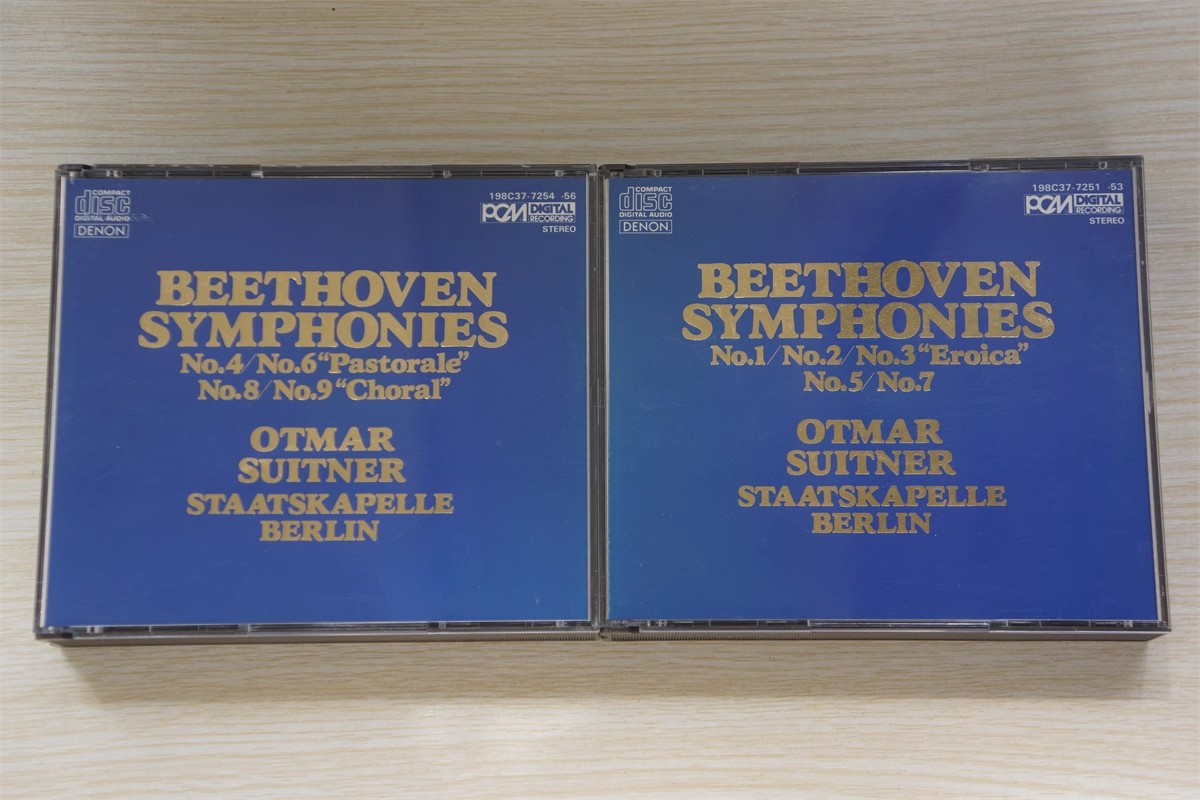 COMPACT
disc
DIGITAL AUDIO
DENON
198C37-7254 -56
PCM DIGITAL
RECORDING
STEREO
BEETHOVEN
SYMPHONIES
No.4/No.6“Pastorale”
No.8/No.9“Choral”
OTMAR
SUITNER
STAATSKAPELLE
BERLIN
COMPACT
disc
DIGITAL AUDIO
DENON
198C37-7251 -53
PCM DIGITAL
RECORDING
STEREO
BEETHOVEN
SYMPHONIES
No.1/No.2/No.3“Eroica”
No.5/No.7
OTMAR
SUITNER
STAATSKAPELLE
BERLIN